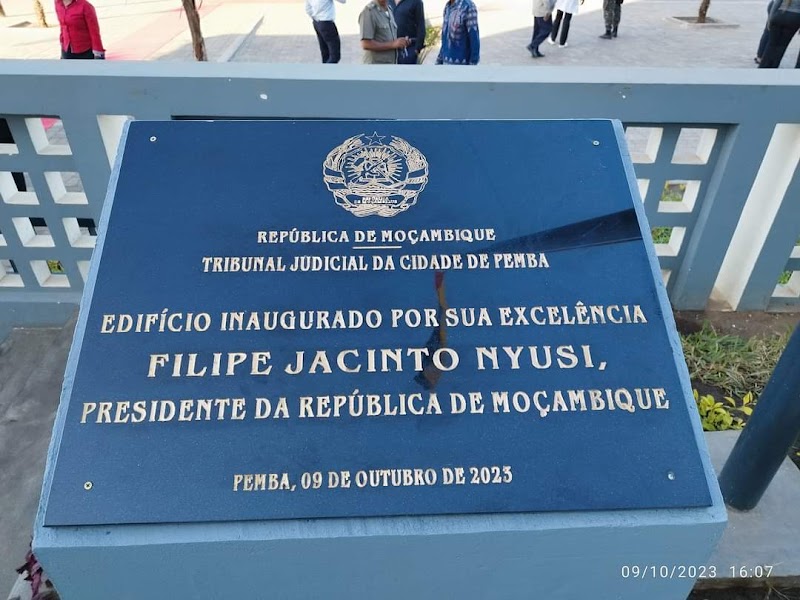 REPÚBLICA DE MOÇAMBIQUE
TRIBUNAL JUDICIAL DA CIDADE DE PEMBA
EDIFÍCIO INAUGURADO POR SUA EXCELÊNCIA
FILIPE JACINTO NYUSI,
PRESIDENTE DA REPÚBLICA DE MOÇAMBIQUE
PEMBA, 09 DE OUTUBRO DE 2023
09/10/2023 16:07